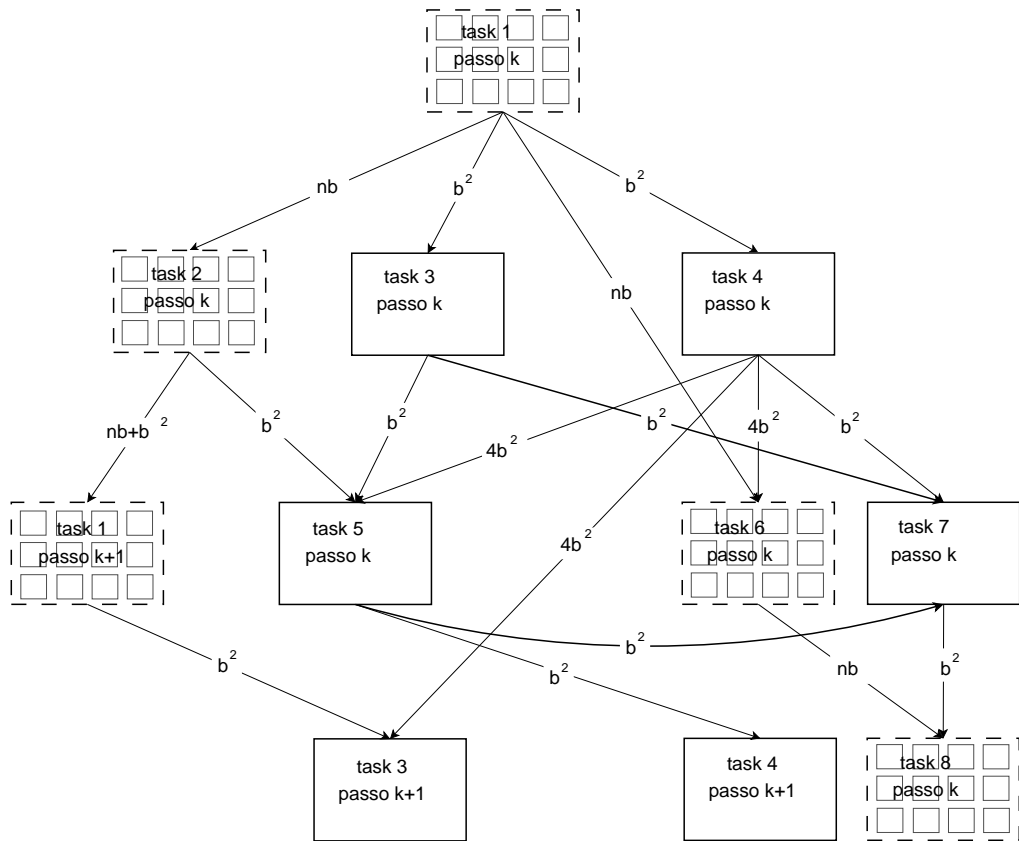 task 1
passo k
nb
b²
b²
task 2
passo k
task 3
passo k
task 4
passo k
nb
nb+b²
b²
b²
4b²
b²
4b²
b²
task 1
passo k+1
task 5
passo k
4b²
task 6
passo k
task 7
passo k
b²
b²
b²
nb
b²
task 3
passo k+1
task 4
passo k+1
task 8
passo k